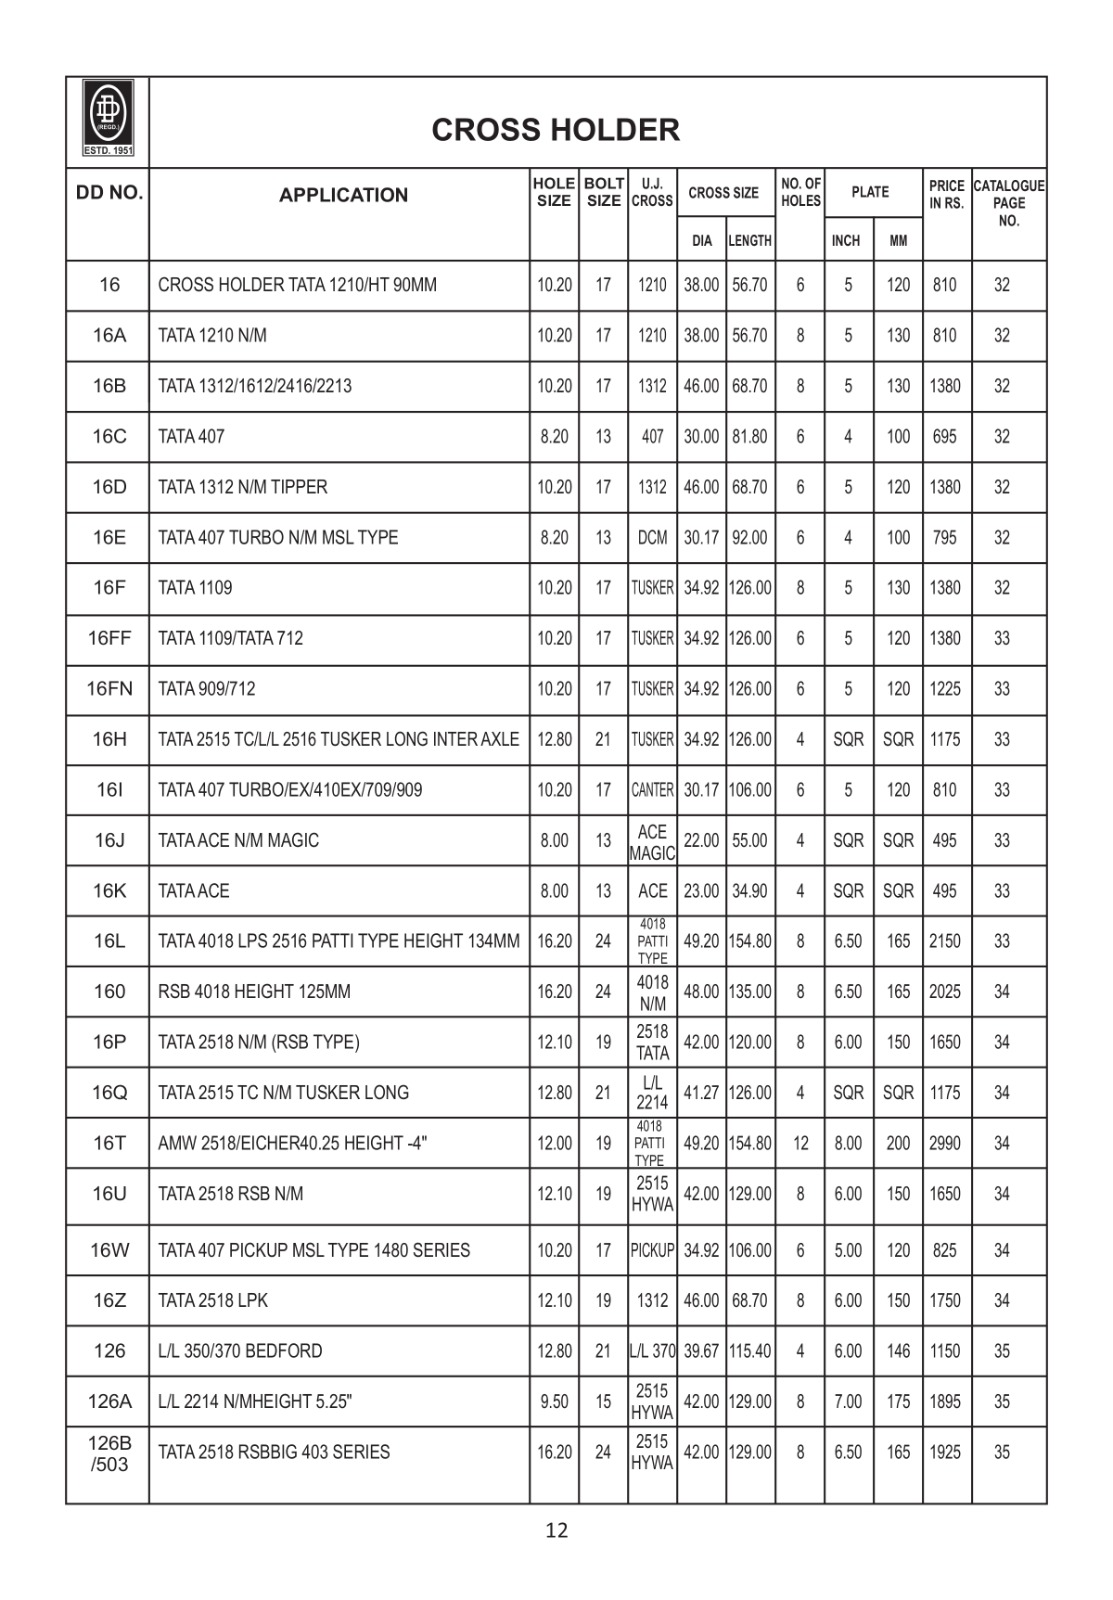 DD
(REGD.)
ESTD. 1951
CROSS HOLDER
DD NO. APPLICATION HOLE SIZE BOLT SIZE U.J. CROSS CROSS SIZE NO. OF HOLES PLATE PRICE IN RS. CATALOGUE PAGE NO.
DIA LENGTH INCH MM
16 CROSS HOLDER TATA 1210/HT 90MM 10.20 17 1210 38.00 56.70 6 5 120 810 32
16A TATA 1210 N/M 10.20 17 1210 38.00 56.70 8 5 130 810 32
16B TATA 1312/1612/2416/2213 10.20 17 1312 46.00 68.70 8 5 130 1380 32
16C TATA 407 8.20 13 407 30.00 81.80 6 4 100 695 32
16D TATA 1312 N/M TIPPER 10.20 17 1312 46.00 68.70 6 5 120 1380 32
16E TATA 407 TURBO N/M MSL TYPE 8.20 13 DCM 30.17 92.00 6 4 100 795 32
16F TATA 1109 10.20 17 TUSKER 34.92 126.00 8 5 130 1380 32
16FF TATA 1109/TATA 712 10.20 17 TUSKER 34.92 126.00 6 5 120 1380 33
16FN TATA 909/712 10.20 17 TUSKER 34.92 126.00 6 5 120 1225 33
16H TATA 2515 TC/L/L 2516 TUSKER LONG INTER AXLE 12.80 21 TUSKER 34.92 126.00 4 SQR SQR 1175 33
16I TATA 407 TURBO/EX/410EX/709/909 10.20 17 CANTER 30.17 106.00 6 5 120 810 33
16J TATA ACE N/M MAGIC 8.00 13 ACE MAGIC 22.00 55.00 4 SQR SQR 495 33
16K TATA ACE 8.00 13 ACE 23.00 34.90 4 SQR SQR 495 33
16L TATA 4018 LPS 2516 PATTI TYPE HEIGHT 134MM 16.20 24 4018 PATTI TYPE 49.20 154.80 8 6.50 165 2150 33
160 RSB 4018 HEIGHT 125MM 16.20 24 4018 N/M 48.00 135.00 8 6.50 165 2025 34
16P TATA 2518 N/M (RSB TYPE) 12.10 19 2518 TATA 42.00 120.00 8 6.00 150 1650 34
16Q TATA 2515 TC N/M TUSKER LONG 12.80 21 L/L 2214 41.27 126.00 4 SQR SQR 1175 34
16T AMW 2518/EICHER40.25 HEIGHT -4" 12.00 19 4018 PATTI TYPE 49.20 154.80 12 8.00 200 2990 34
16U TATA 2518 RSB N/M 12.10 19 2515 HYWA 42.00 129.00 8 6.00 150 1650 34
16W TATA 407 PICKUP MSL TYPE 1480 SERIES 10.20 17 PICKUP 34.92 106.00 6 5.00 120 825 34
16Z TATA 2518 LPK 12.10 19 1312 46.00 68.70 8 6.00 150 1750 34
126 L/L 350/370 BEDFORD 12.80 21 L/L 370 39.67 115.40 4 6.00 146 1150 35
126A L/L 2214 N/MHEIGHT 5.25" 9.50 15 2515 HYWA 42.00 129.00 8 7.00 175 1895 35
126B /503 TATA 2518 RSBBIG 403 SERIES 16.20 24 2515 HYWA 42.00 129.00 8 6.50 165 1925 35
12